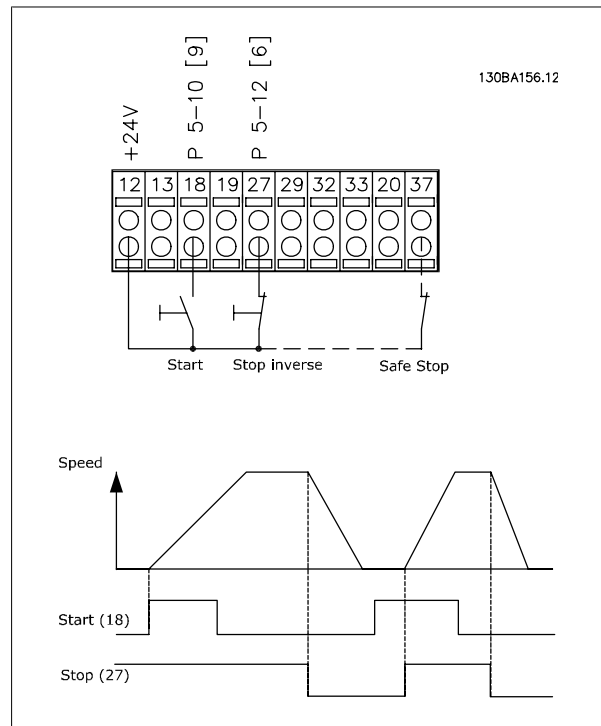 130BA156.12
+24V
P 5-10 [9]
P 5-12 [6]
12 13 18 19 27 29 32 33 20 37
Start Stop inverse Safe Stop
Speed
Start (18)
Stop (27)